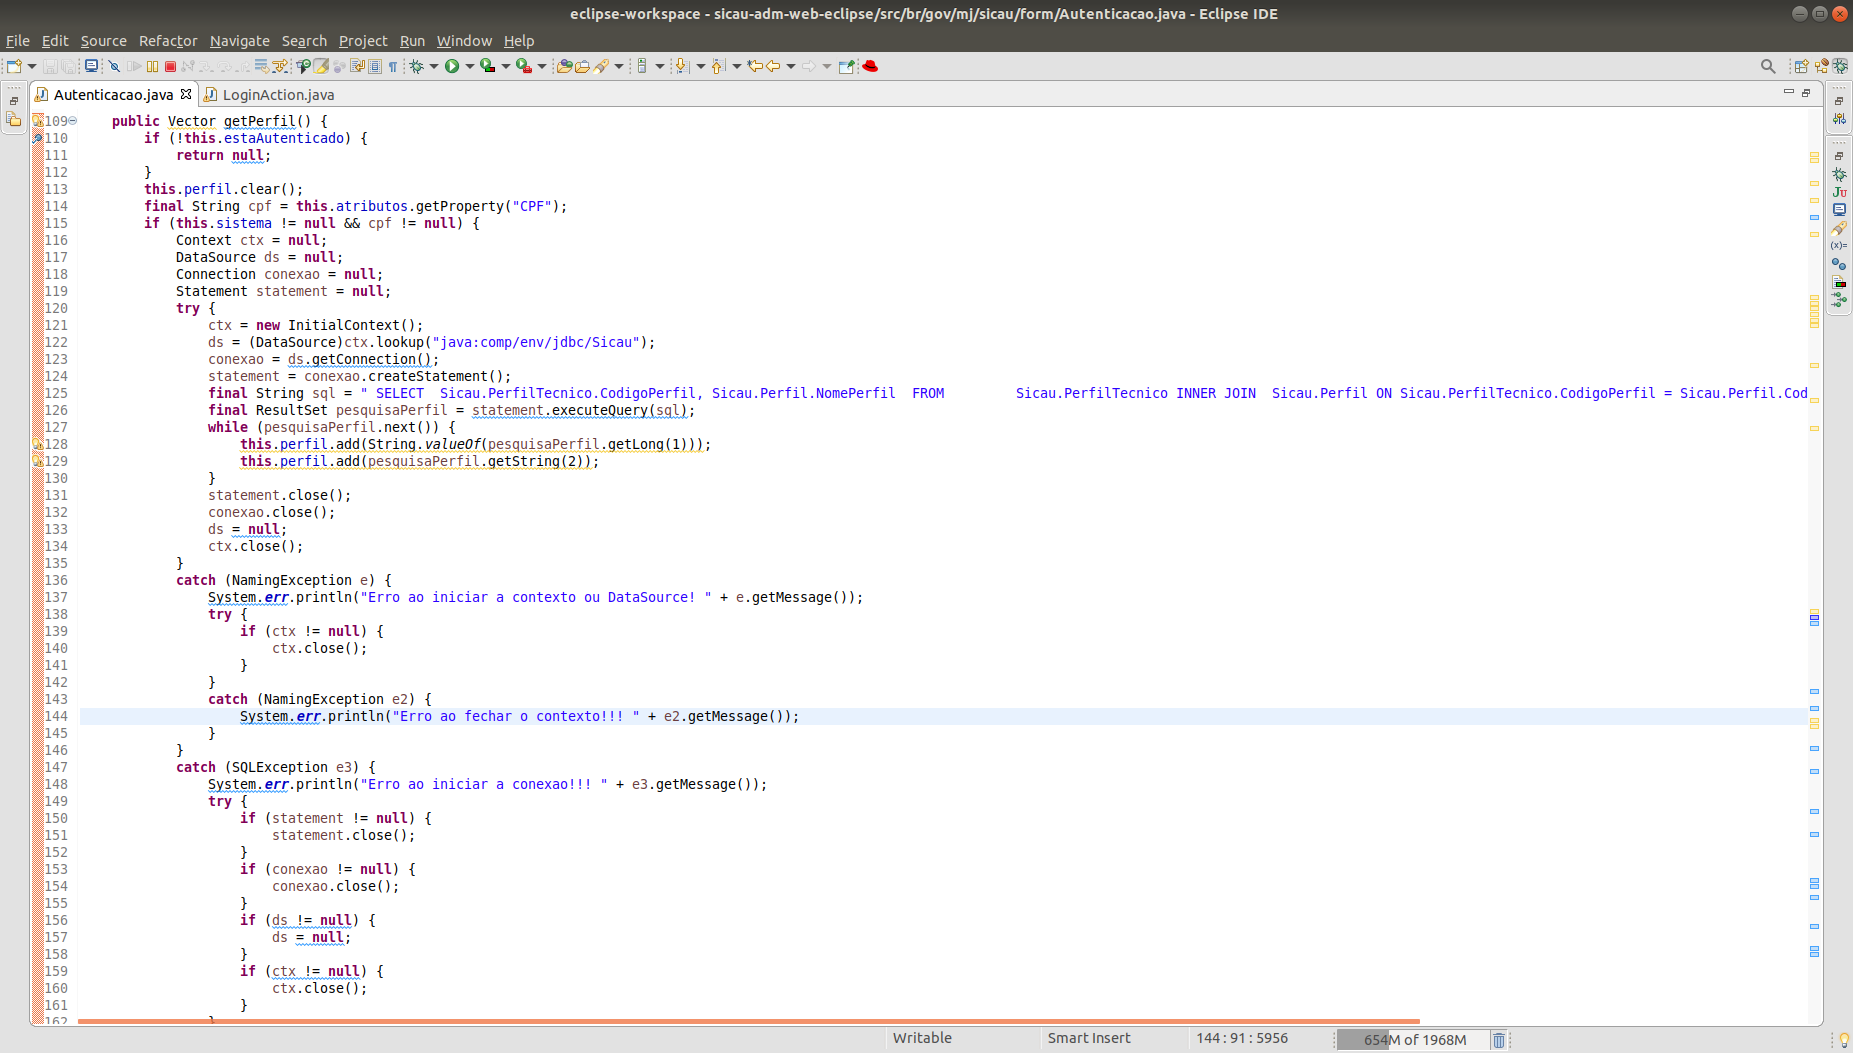 eclipse-workspace - sicau-adm-web-eclipse/src/br/gov/mj/sicau/form/Autenticacao.java - Eclipse IDE
File Edit Source Refactor Navigate Search Project Run Window Help
Autenticacao.java LoginAction.java
109 public Vector getPerfil() {
110 if (!this.estaAutenticado) {
111 return null;
112 }
113 this.perfil.clear();
114 final String cpf = this.atributos.getProperty("CPF");
115 if (this.sistema != null && cpf != null) {
116 Context ctx = null;
117 DataSource ds = null;
118 Connection conexao = null;
119 Statement statement = null;
120 try {
121 ctx = new InitialContext();
122 ds = (DataSource)ctx.lookup("java:comp/env/jdbc/Sicau");
123 conexao = ds.getConnection();
124 statement = conexao.createStatement();
125 final String sql = " SELECT  Sicau.PerfilTecnico.CodigoPerfil, Sicau.Perfil.NomePerfil  FROM         Sicau.PerfilTecnico INNER JOIN  Sicau.Perfil ON Sicau.PerfilTecnico.CodigoPerfil = Sicau.Perfil.Cod
126 final ResultSet pesquisaPerfil = statement.executeQuery(sql);
127 while (pesquisaPerfil.next()) {
128 this.perfil.add(String.valueOf(pesquisaPerfil.getLong(1)));
129 this.perfil.add(pesquisaPerfil.getString(2));
130 }
131 statement.close();
132 conexao.close();
133 ds = null;
134 ctx.close();
135 }
136 catch (NamingException e) {
137 System.err.println("Erro ao iniciar a contexto ou DataSource! " + e.getMessage());
138 try {
139 if (ctx != null) {
140 ctx.close();
141 }
142 }
143 catch (NamingException e2) {
144 System.err.println("Erro ao fechar o contexto!!! " + e2.getMessage());
145 }
146 }
147 catch (SQLException e3) {
148 System.err.println("Erro ao iniciar a conexao!!! " + e3.getMessage());
149 try {
150 if (statement != null) {
151 statement.close();
152 }
153 if (conexao != null) {
154 conexao.close();
155 }
156 if (ds != null) {
157 ds = null;
158 }
159 if (ctx != null) {
160 ctx.close();
161 }
162 }
Writable Smart Insert 144 : 91 : 5956 654M of 1968M